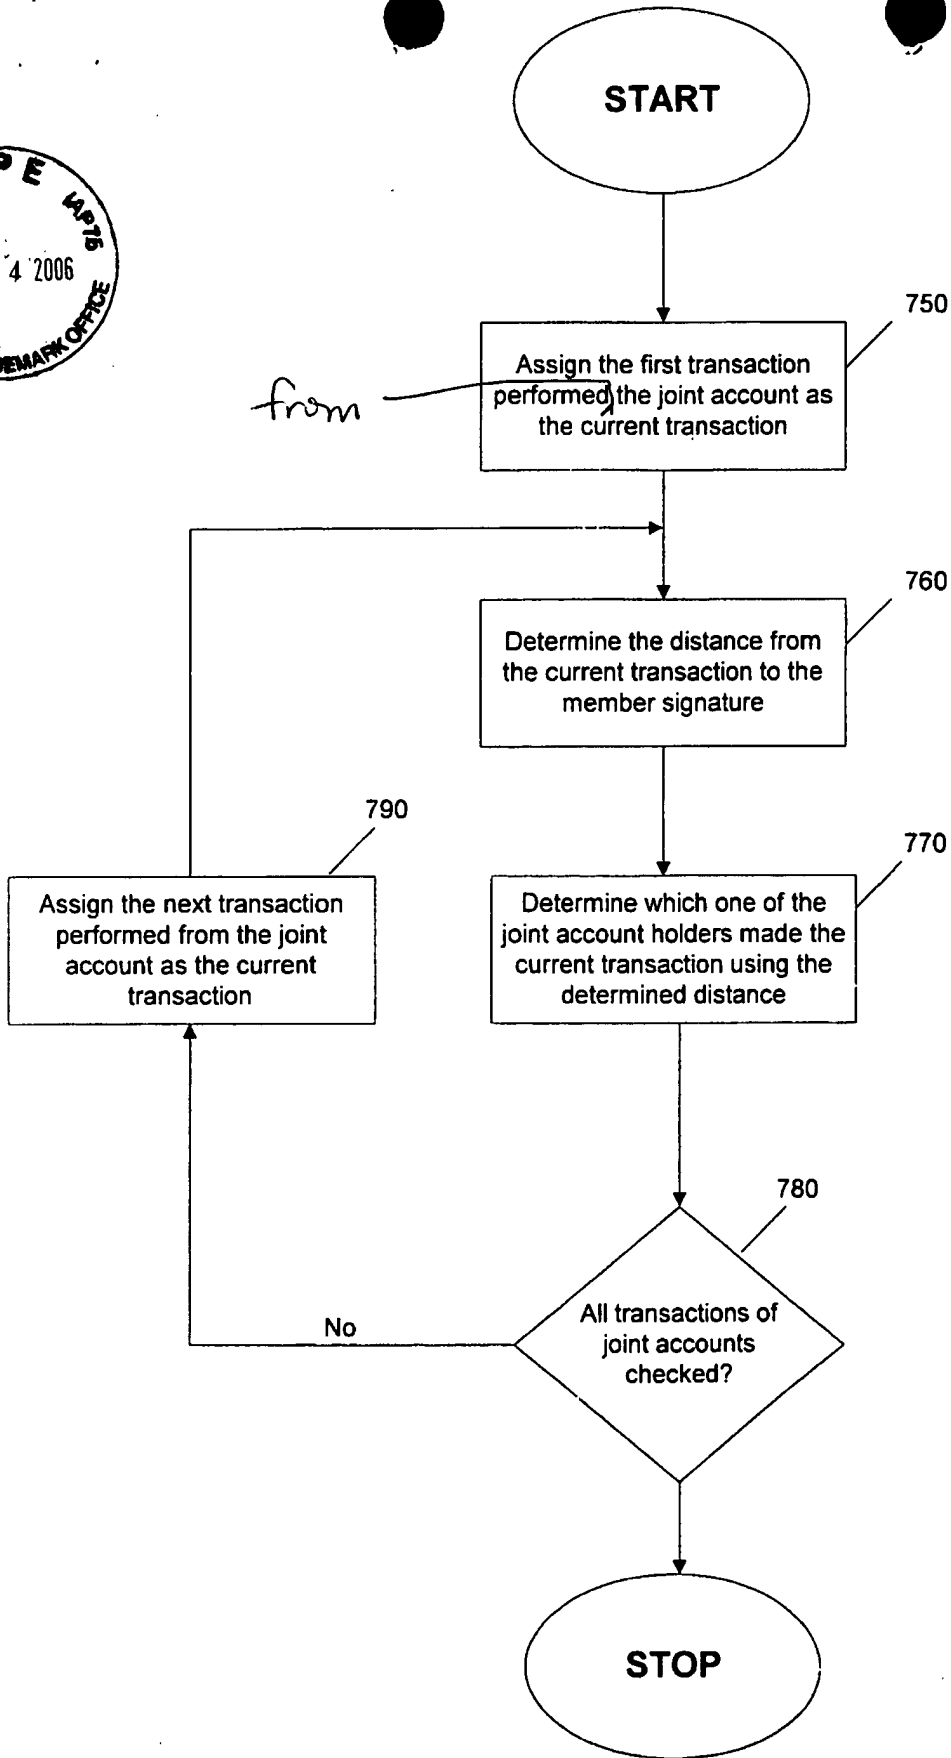 START
P E IAP75
4 2006
EMARK OFFICE
750
Assign the first transaction
performed the joint account as
the current transaction
from
760
Determine the distance from
the current transaction to the
member signature
790
770
Assign the next transaction
performed from the joint
account as the current
transaction
Determine which one of the
joint account holders made the
current transaction using the
determined distance
780
All transactions of
joint accounts
checked?
No
STOP